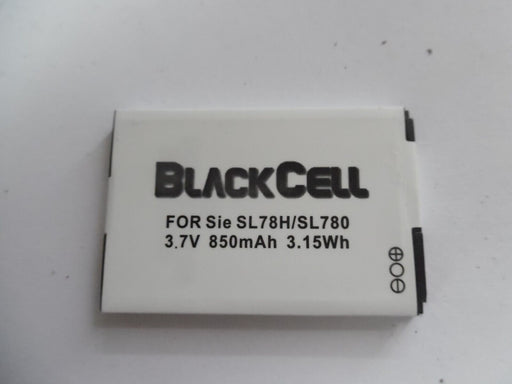 BLACKCELL
FOR Sie SL78H/SL780
3.7V 850mAh 3.15Wh